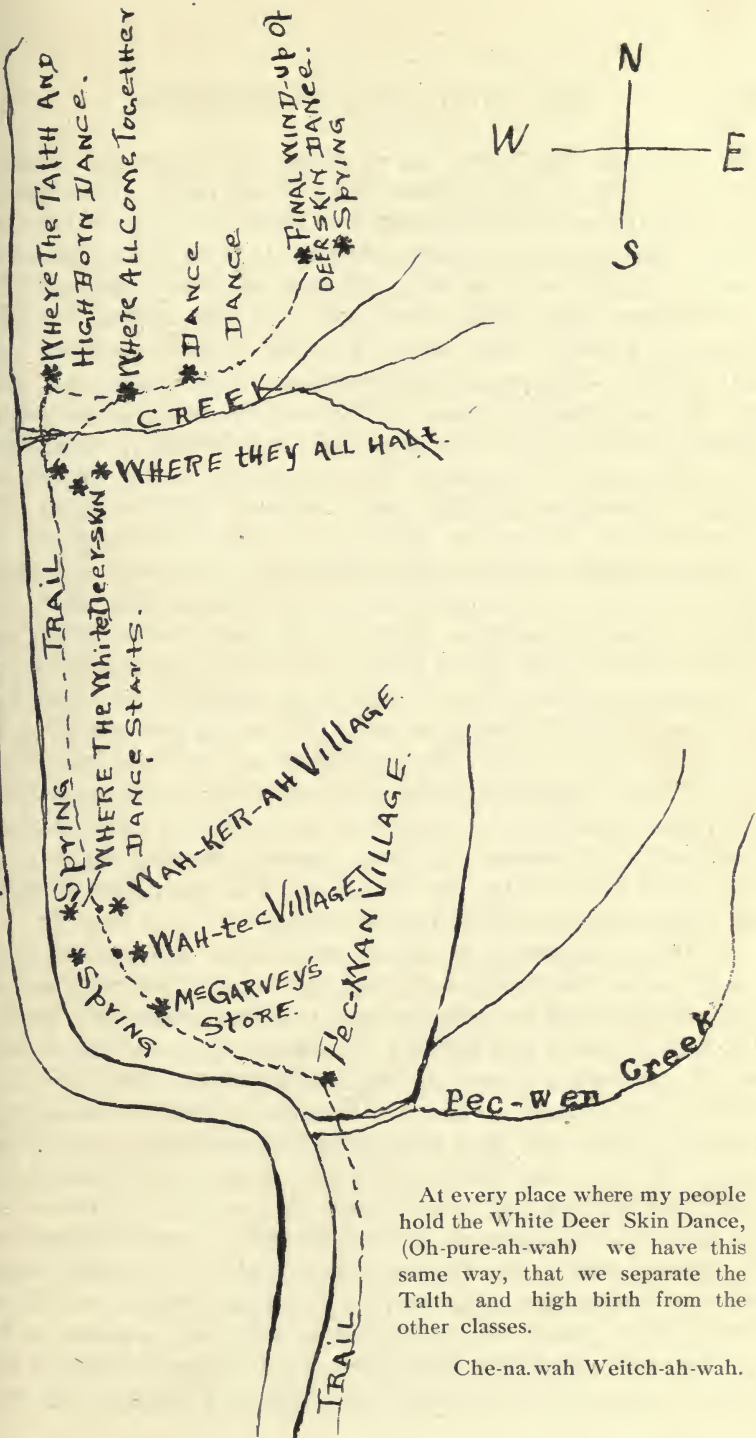 WHERE THE TALTH AND
HIGH BORN DANCE.
WHERE ALL COME TOGETHER
DANCE
DANCE
FINAL WIND-UP OF
DEER SKIN DANCE.
SPRING
N
W
E
S
CREEK
WHERE tHEY ALL HALt.
TRAIL
SPRING
WHERE THE White Deer-skin
DANCE Starts.
WAH-KER-AH VILLAGE.
WAH-tec VILLAGE.
McGARVEY'S
STORE.
SPRING
PEC-WAN VILLAGE.
Pec-wen Creek
TRAIL
At every place where my people
hold the White Deer Skin Dance,
(Oh-pure-ah-wah) we have this
same way, that we separate the
Talth and high birth from the
other classes.
Che-na.wah Weitch-ah-wah.